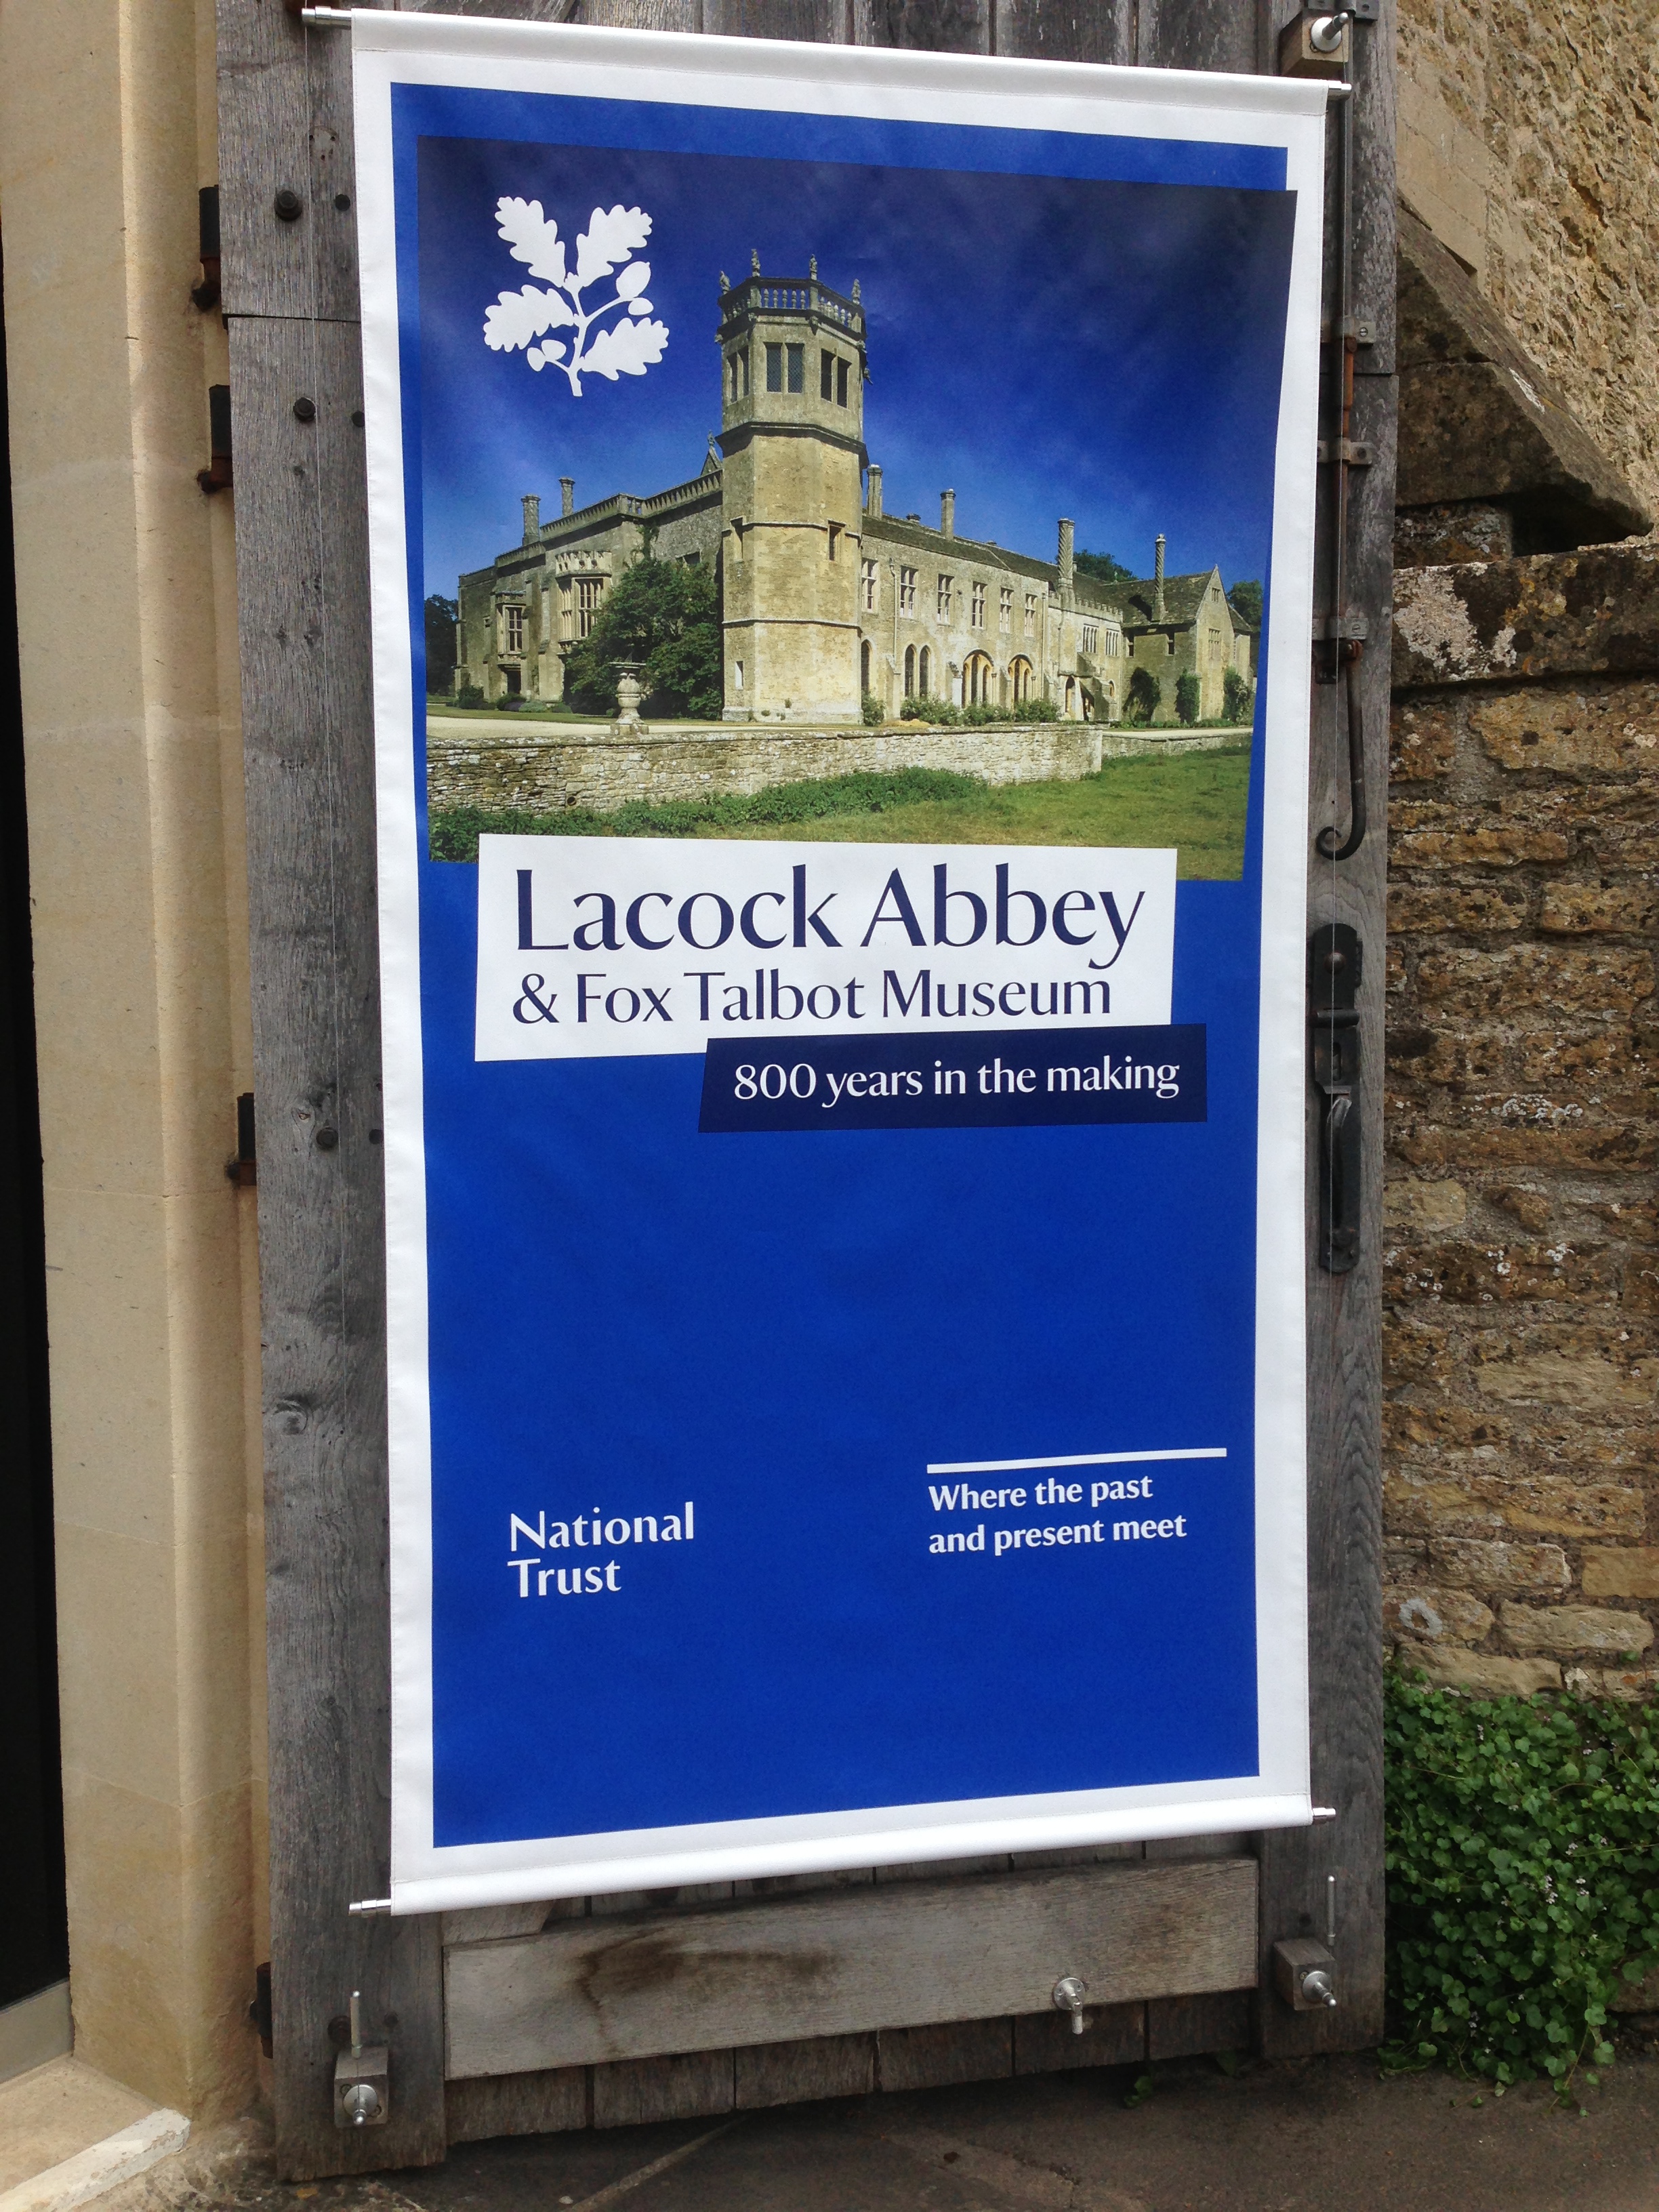 Lacock Abbey
& Fox Talbot Museum
800 years in the making
National
Trust
Where the past
and present meet